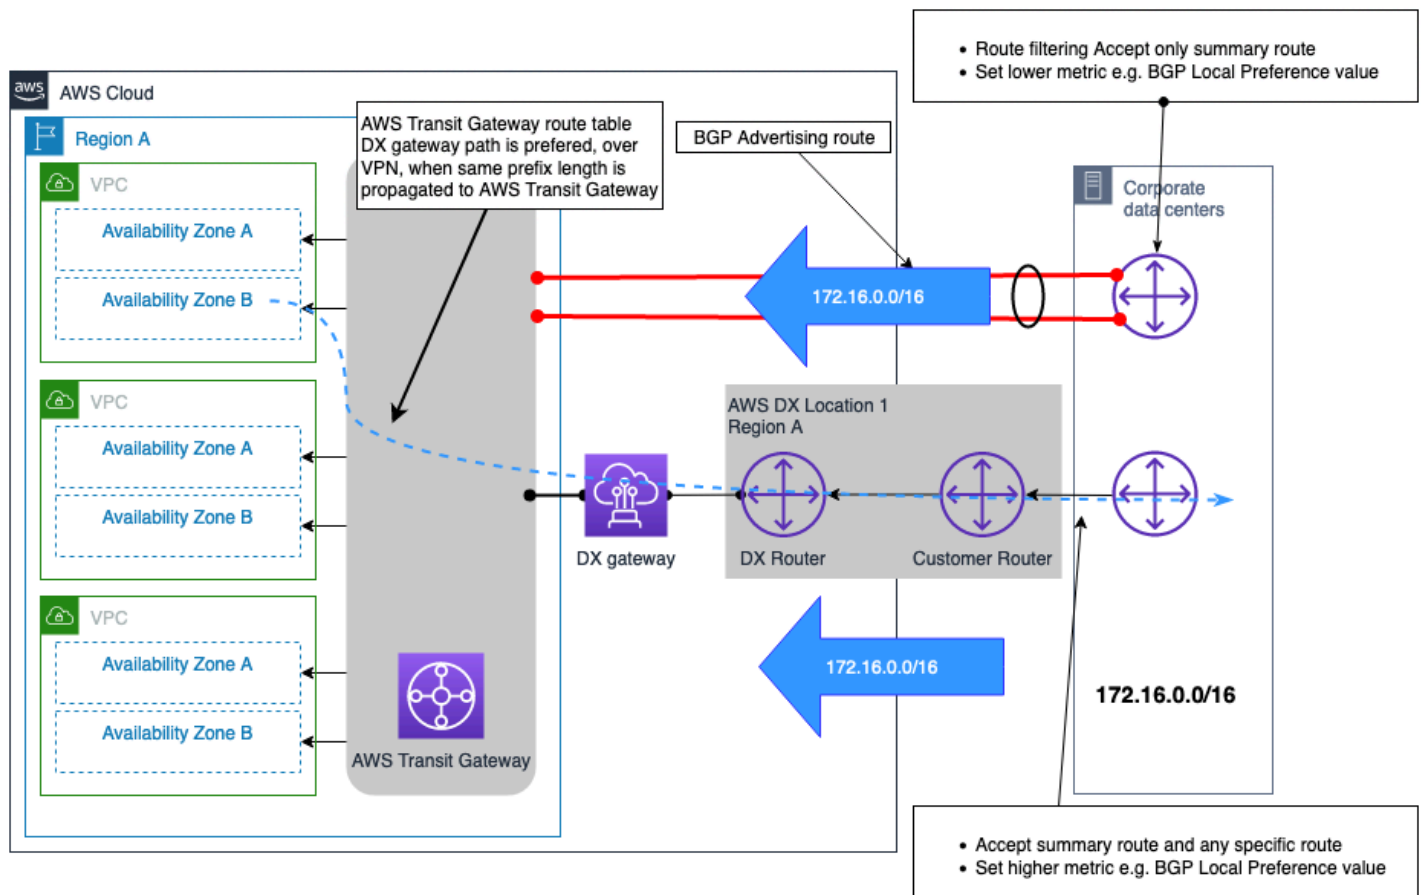 Route filtering Accept only summary route
Set lower metric e.g. BGP Local Preference value
aws
AWS Cloud
Region A
AWS Transit Gateway route table
DX gateway path is prefered, over
VPN, when same prefix length is
propagated to AWS Transit Gateway
BGP Advertising route
Corporate
data centers
VPC
Availability Zone A
Availability Zone B
172.16.0.0/16
VPC
Availability Zone A
Availability Zone B
AWS DX Location 1
Region A
DX gateway
DX Router
Customer Router
VPC
Availability Zone A
Availability Zone B
AWS Transit Gateway
172.16.0.0/16
172.16.0.0/16
Accept summary route and any specific route
Set higher metric e.g. BGP Local Preference value